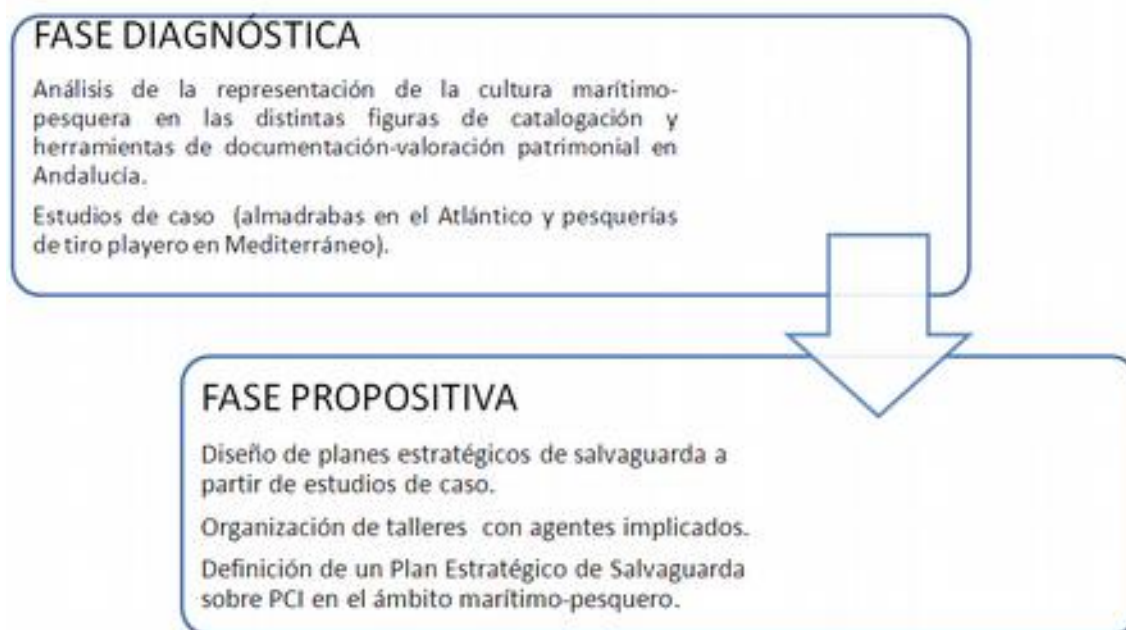 FASE DIAGNÓSTICA
Análisis de la representación de la cultura marítimo-
pesquera en las distintas figuras de catalogación y
herramientas de documentación-valoración patrimonial en
Andalucía.
Estudios de caso (almadrabas en el Atlántico y pesquerías
de tiro playero en Mediterráneo).
FASE PROPOSITIVA
Diseño de planes estratégicos de salvaguarda a
partir de estudios de caso.
Organización de talleres con agentes implicados.
Definición de un Plan Estratégico de Salvaguarda
sobre PCI en el ámbito marítimo-pesquero.